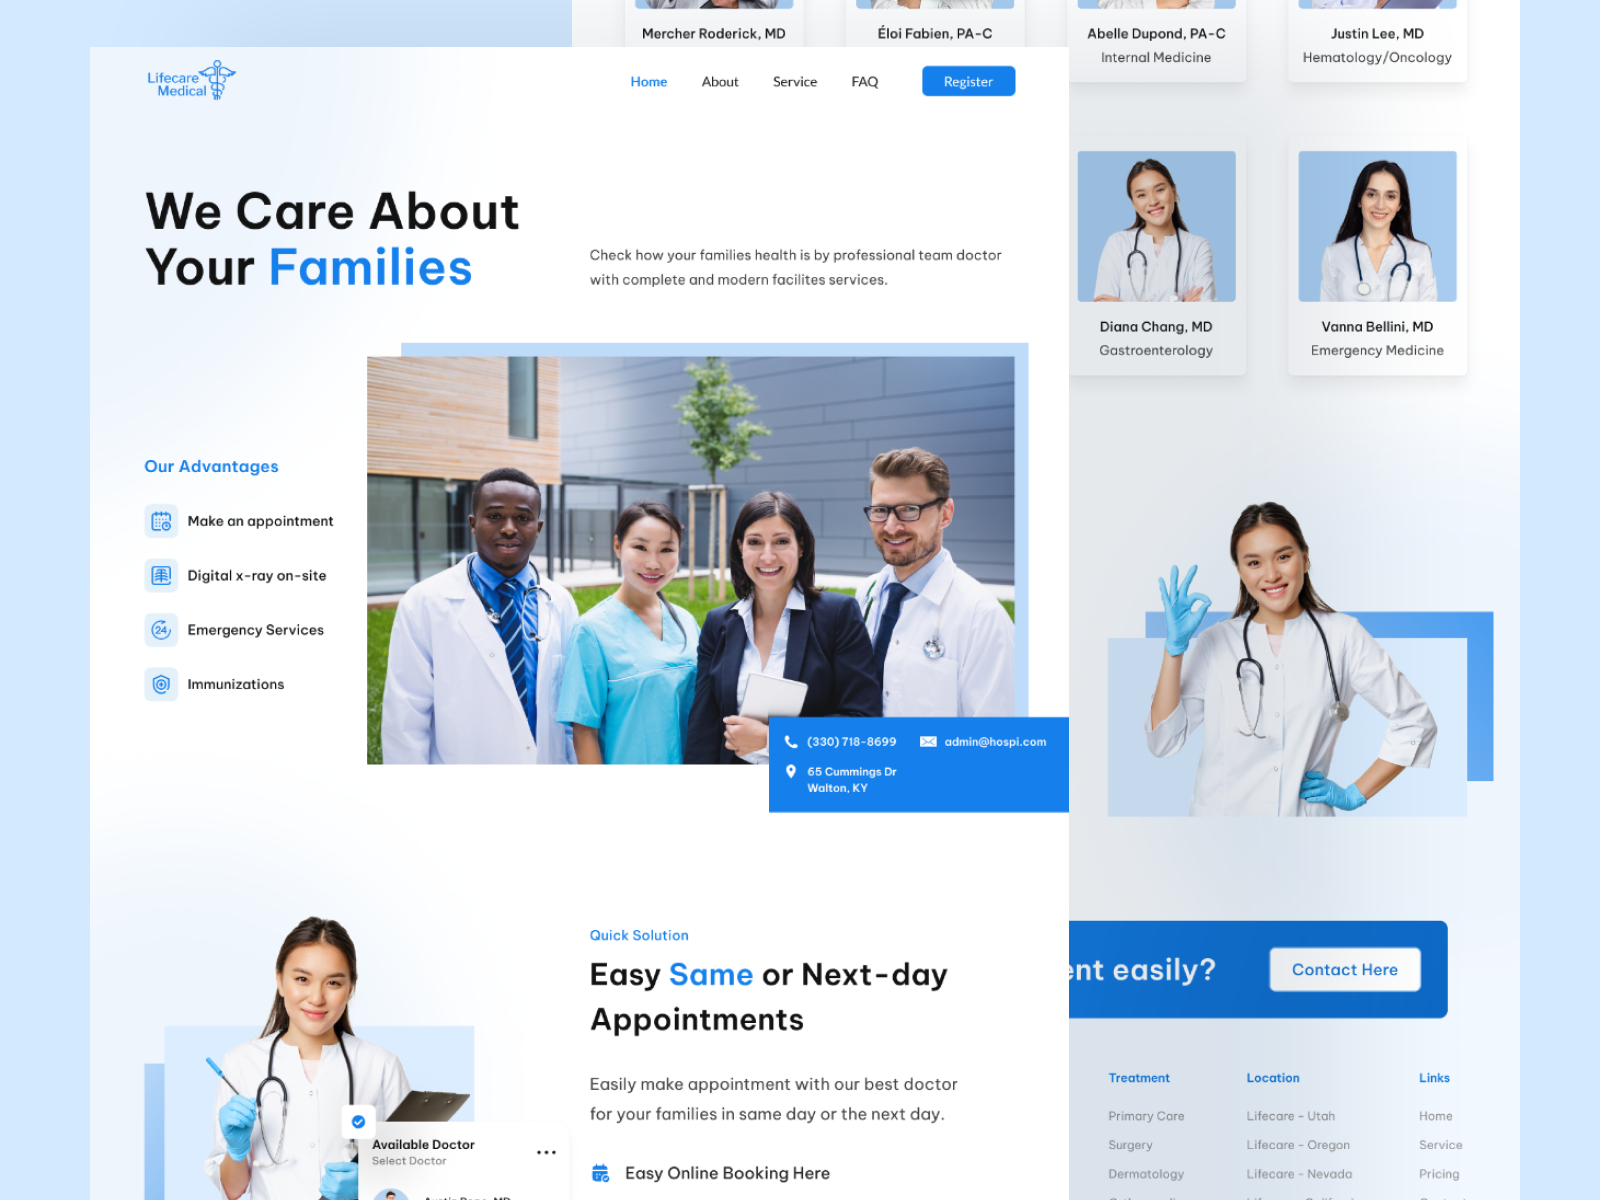 Lifecare
Medical
Home
About
Service
FAQ
Register
We Care About
Your Families
Check how your families health is by professional team doctor
with complete and modern facilites services.
Our Advantages
Make an appointment
Digital x-ray on-site
24
Emergency Services
Immunizations
(330) 718-8699
admin@hospi.com
65 Cummings Dr
Walton, KY
Quick Solution
Easy Same or Next-day
Appointments
Easily make appointment with our best doctor
for your families in same day or the next day.
Easy Online Booking Here
Available Doctor
Select Doctor
Mercher Roderick, MD
Éloi Fabien, PA-C
Abelle Dupond, PA-C
Internal Medicine
Justin Lee, MD
Hematology/Oncology
Diana Chang, MD
Gastroenterology
Vanna Bellini, MD
Emergency Medicine
ent easily?
Contact Here
Treatment
Primary Care
Surgery
Dermatology
Location
Lifecare - Utah
Lifecare - Oregon
Lifecare - Nevada
Links
Home
Service
Pricing